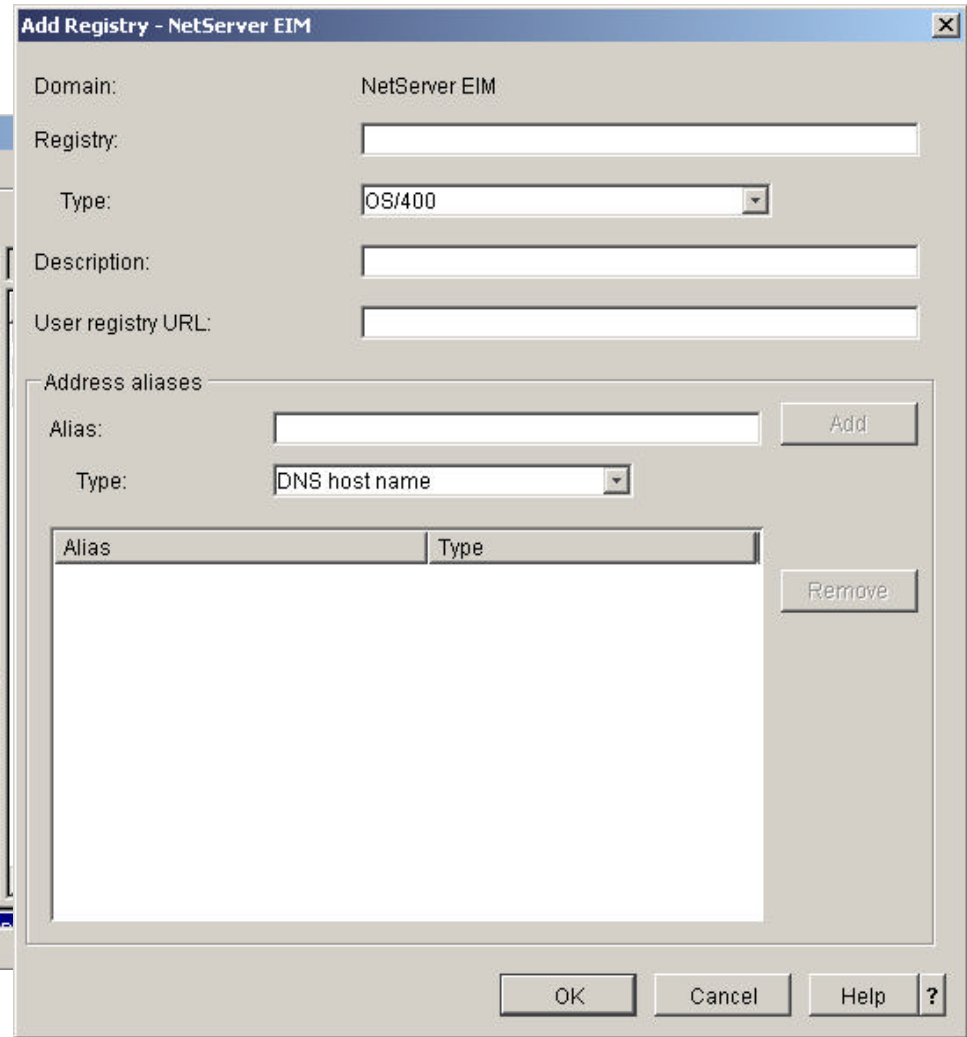 Add Registry - NetServer EIM
Domain: NetServer EIM
Registry:
Type: OS/400
Description:
User registry URL:
Address aliases
Alias: Add
Type: DNS host name
Alias Type
Remove
OK Cancel Help ?